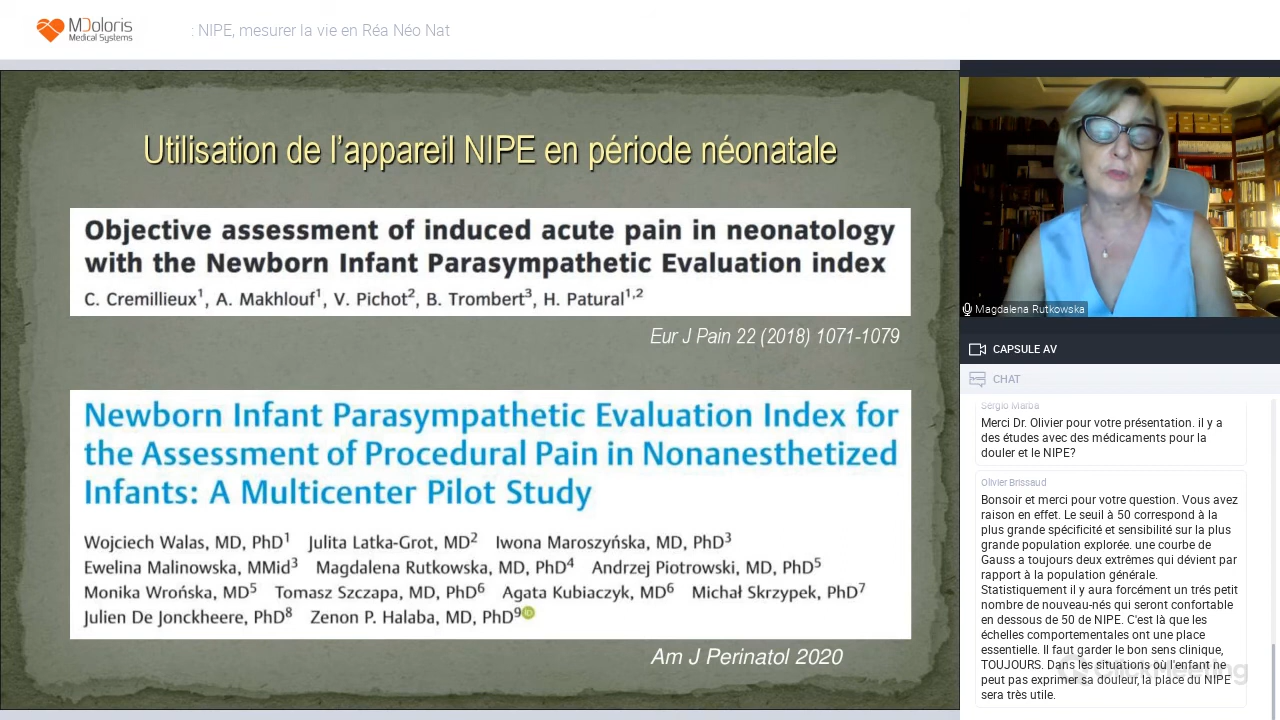 MDoloris
Medical Systems
: NIPE, mesurer la vie en Réa Néo Nat
Utilisation de l'appareil NIPE en période néonatale
Objective assessment of induced acute pain in neonatology
with the Newborn Infant Parasympathetic Evaluation index
C. Cremillieux¹, A. Makhlouf¹, V. Pichot², B. Trombert³, H. Patural¹,²
Eur J Pain 22 (2018) 1071-1079
Newborn Infant Parasympathetic Evaluation Index for
the Assessment of Procedural Pain in Nonanesthetized
Infants: A Multicenter Pilot Study
Wojciech Walas, MD, PhD¹ Julita Latka-Grot, MD² Iwona Maroszyńska, MD, PhD³
Ewelina Malinowska, MMid³ Magdalena Rutkowska, MD, PhD⁴ Andrzej Piotrowski, MD, PhD⁵
Monika Wrońska, MD⁵ Tomasz Szczapa, MD, PhD⁶ Agata Kubiaczyk, MD⁶ Michał Skrzypek, PhD⁷
Julien De Jonckheere, PhD⁸ Zenon P. Halaba, MD, PhD⁹ iD
Am J Perinatol 2020
Magdalena Rutkowska
CAPSULE AV
CHAT
Sérgio Marba
Merci Dr. Olivier pour votre présentation. il y a
des études avec dès médicaments pour la
douler et le NIPE?
Olivier Brissaud
Bonsoir et merci pour votre question. Vous avez
raison en effet. Le seuil à 50 correspond à la
plus grande spécificité et sensibilité sur la plus
grande population explorée. une courbe de
Gauss a toujours deux extrêmes qui dévient par
rapport à la population générale.
Statistiquement il y aura forcément un très petit
nombre de nouveau-nés qui seront confortable
en dessous de 50 de NIPE. C'est là que les
échelles comportementales ont une place
essentielle. Il faut garder le bon sens clinique,
TOUJOURS. Dans les situations où l'enfant ne
peut pas exprimer sa douleur, la place du NIPE
sera très utile.